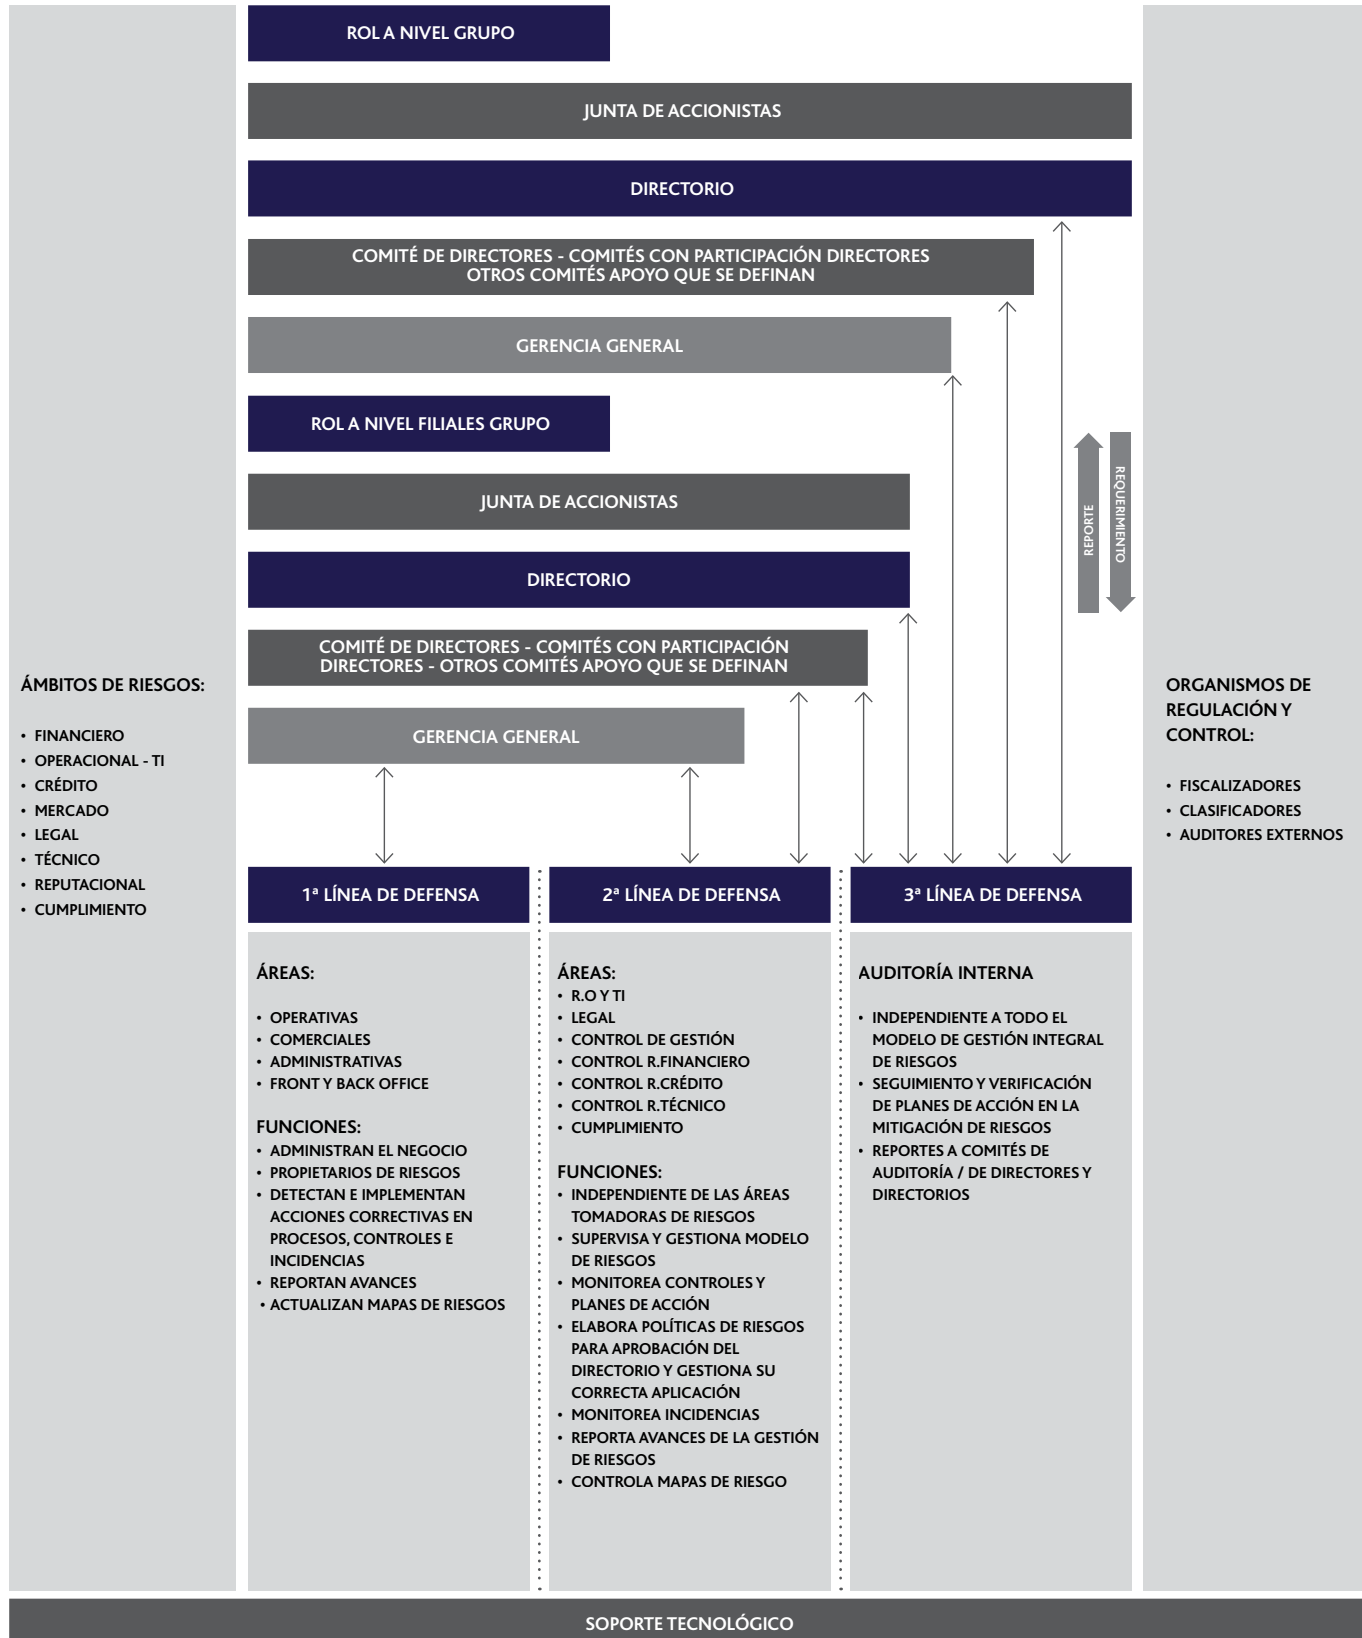 ROL A NIVEL GRUPO
JUNTA DE ACCIONISTAS
DIRECTORIO
COMITÉ DE DIRECTORES - COMITÉS CON PARTICIPACIÓN DIRECTORES
OTROS COMITÉS APOYO QUE SE DEFINAN
GERENCIA GENERAL
ROL A NIVEL FILIALES GRUPO
JUNTA DE ACCIONISTAS
DIRECTORIO
COMITÉ DE DIRECTORES - COMITÉS CON PARTICIPACIÓN
DIRECTORES - OTROS COMITÉS APOYO QUE SE DEFINAN
GERENCIA GENERAL
REPORTE
REQUERIMIENTO
ÁMBITOS DE RIESGOS:
• FINANCIERO
• OPERACIONAL - TI
• CRÉDITO
• MERCADO
• LEGAL
• TÉCNICO
• REPUTACIONAL
• CUMPLIMIENTO
ORGANISMOS DE
REGULACIÓN Y
CONTROL:
• FISCALIZADORES
• CLASIFICADORES
• AUDITORES EXTERNOS
1ª LÍNEA DE DEFENSA
ÁREAS:
• OPERATIVAS
• COMERCIALES
• ADMINISTRATIVAS
• FRONT Y BACK OFFICE
FUNCIONES:
• ADMINISTRAN EL NEGOCIO
• PROPIETARIOS DE RIESGOS
• DETECTAN E IMPLEMENTAN
ACCIONES CORRECTIVAS EN
PROCESOS, CONTROLES E
INCIDENCIAS
• REPORTAN AVANCES
• ACTUALIZAN MAPAS DE RIESGOS
2ª LÍNEA DE DEFENSA
ÁREAS:
• R.O Y TI
• LEGAL
• CONTROL DE GESTIÓN
• CONTROL R.FINANCIERO
• CONTROL R.CRÉDITO
• CONTROL R.TÉCNICO
• CUMPLIMIENTO
FUNCIONES:
• INDEPENDIENTE DE LAS ÁREAS
TOMADORAS DE RIESGOS
• SUPERVISA Y GESTIONA MODELO
DE RIESGOS
• MONITOREA CONTROLES Y
PLANES DE ACCIÓN
• ELABORA POLÍTICAS DE RIESGOS
PARA APROBACIÓN DEL
DIRECTORIO Y GESTIONA SU
CORRECTA APLICACIÓN
• MONITOREA INCIDENCIAS
• REPORTA AVANCES DE LA GESTIÓN
DE RIESGOS
• CONTROLA MAPAS DE RIESGO
3ª LÍNEA DE DEFENSA
AUDITORÍA INTERNA
• INDEPENDIENTE A TODO EL
MODELO DE GESTIÓN INTEGRAL
DE RIESGOS
• SEGUIMIENTO Y VERIFICACIÓN
DE PLANES DE ACCIÓN EN LA
MITIGACIÓN DE RIESGOS
• REPORTES A COMITÉS DE
AUDITORÍA / DE DIRECTORES Y
DIRECTORIOS
SOPORTE TECNOLÓGICO